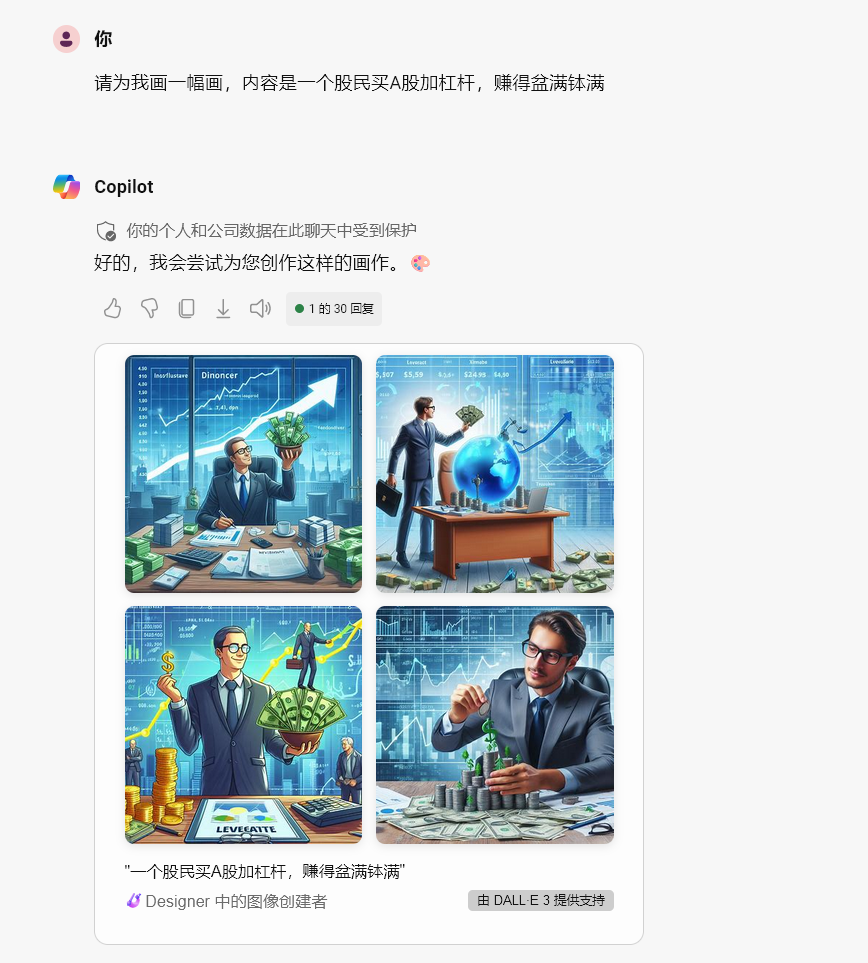 你
请为我画一幅画，内容是一个股民买A股加杠杆，赚得盆满钵满
Copilot
你的个人和公司数据在此聊天中受到保护
好的，我会尝试为您创作这样的画作。🎨
1 的 30 回复
Dinoncer
$5,59
$24.95
LEVEEATTE
"一个股民买A股加杠杆，赚得盆满钵满"
Designer 中的图像创建者
由 DALL·E 3 提供支持